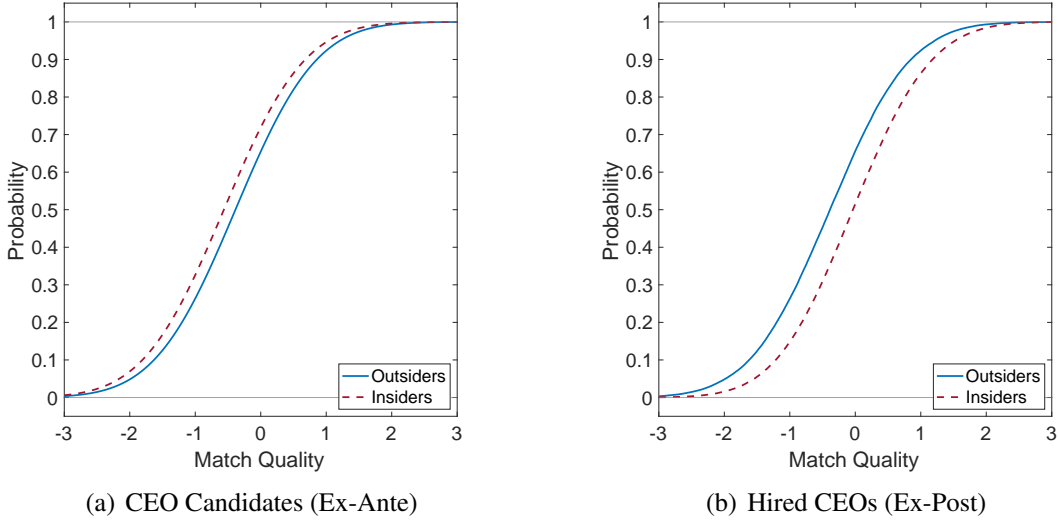 1
0.9
0.8
0.7
0.6
0.5
0.4
0.3
0.2
0.1
0
Probability
-3 -2 -1 0 1 2 3
Match Quality
Outsiders
Insiders
(a) CEO Candidates (Ex-Ante)
1
0.9
0.8
0.7
0.6
0.5
0.4
0.3
0.2
0.1
0
Probability
-3 -2 -1 0 1 2 3
Match Quality
Outsiders
Insiders
(b) Hired CEOs (Ex-Post)